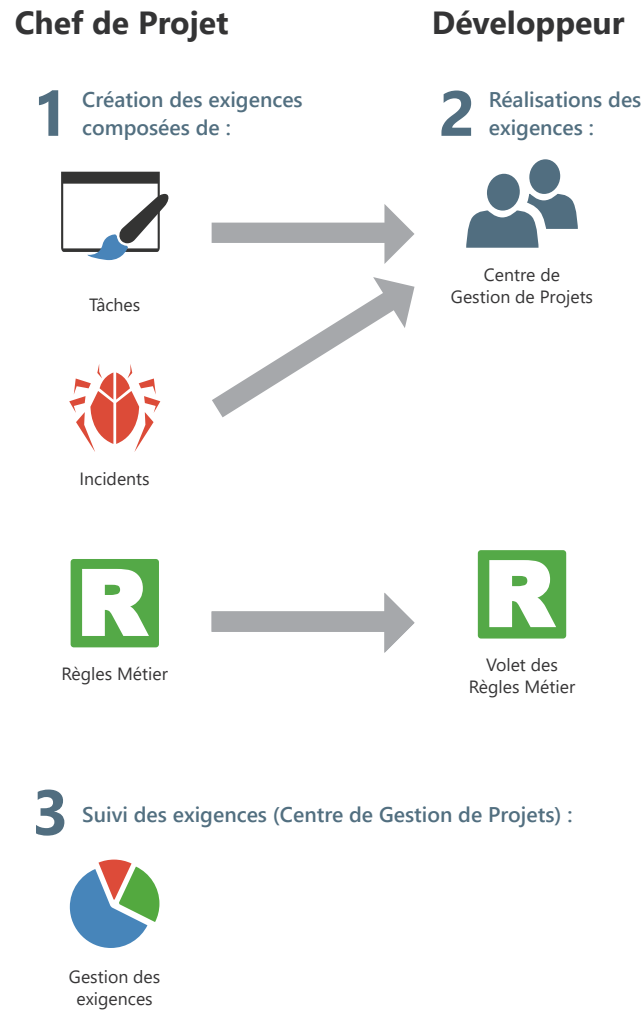 Chef de Projet
Développeur
1
Création des exigences
composées de :
2
Réalisations des
exigences :
Tâches
Centre de
Gestion de Projets
Incidents
R
Règles Métier
R
Volet des
Règles Métier
3
Suivi des exigences (Centre de Gestion de Projets) :
Gestion des
exigences